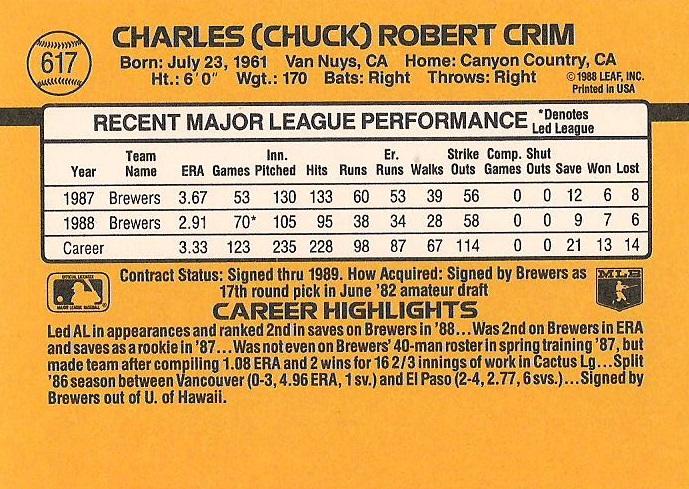 617
CHARLES (CHUCK) ROBERT CRIM
Born: July 23, 1961 Van Nuys, CA Home: Canyon Country, CA
Ht.: 6'0" Wgt.: 170 Bats: Right Throws: Right
©1988 LEAF, INC.
Printed in USA
RECENT MAJOR LEAGUE PERFORMANCE *Denotes Led League
Year Team Name ERA Games Inn. Pitched Hits Runs Er. Runs Walks Strike Outs Comp. Games Shut Outs Save Won Lost
1987 Brewers 3.67 53 130 133 60 53 39 56 0 0 12 6 8
1988 Brewers 2.91 70* 105 95 38 34 28 58 0 0 9 7 6
Career 3.33 123 235 228 98 87 67 114 0 0 21 13 14
OFFICIAL LICENSEE
MAJOR LEAGUE BASEBALL
Contract Status: Signed thru 1989. How Acquired: Signed by Brewers as
17th round pick in June '82 amateur draft
MLB
CAREER HIGHLIGHTS
Led AL in appearances and ranked 2nd in saves on Brewers in '88...Was 2nd on Brewers in ERA
and saves as a rookie in '87...Was not even on Brewers' 40-man roster in spring training '87, but
made team after compiling 1.08 ERA and 2 wins for 16 2/3 innings of work in Cactus Lg...Split
'86 season between Vancouver (0-3, 4.96 ERA, 1 sv.) and El Paso (2-4, 2.77, 6 svs.)...Signed by
Brewers out of U. of Hawaii.